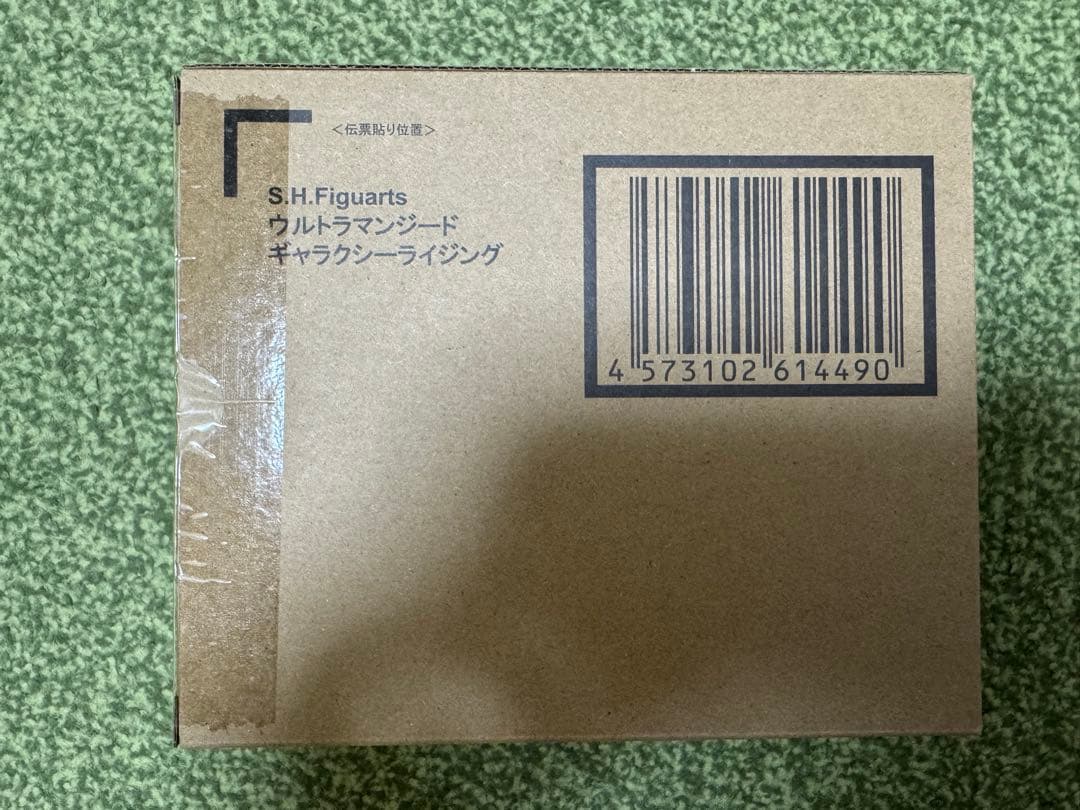 ＜伝票貼り位置＞
S.H.Figuarts
ウルトラマンジード
ギャラクシーライジング
4 573102 614490